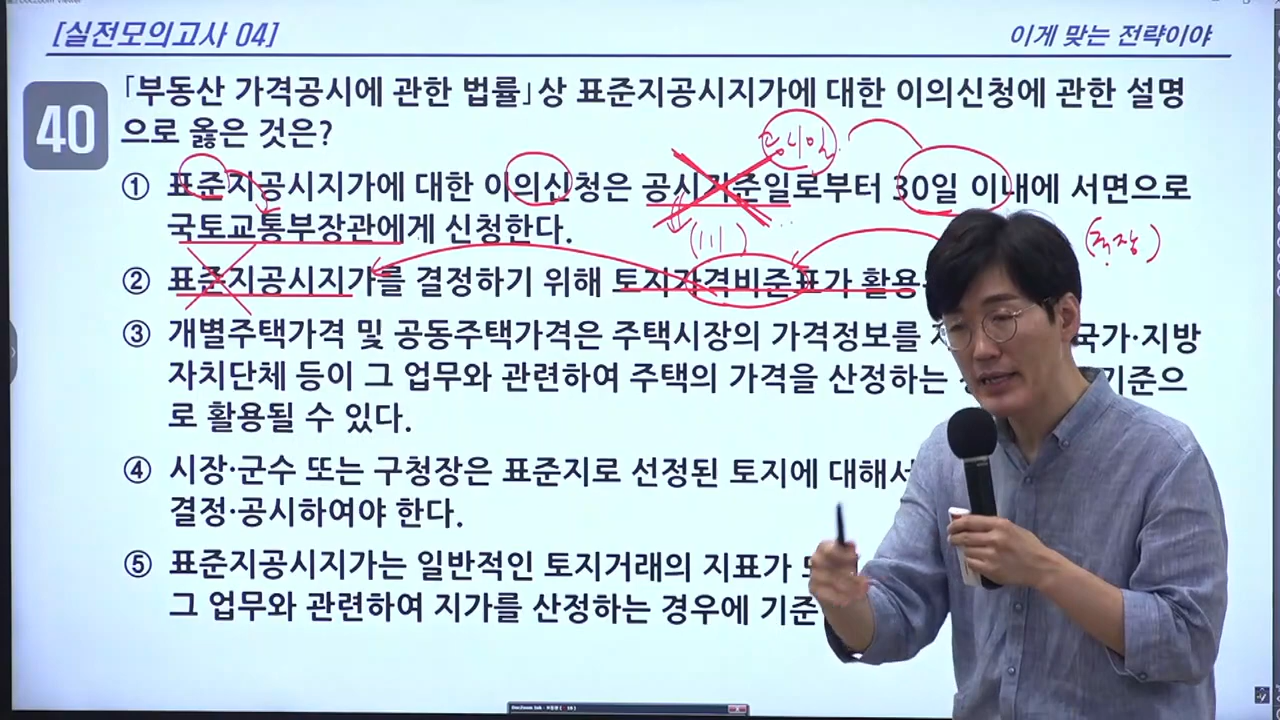 [실전모의고사 04]
이게 맞는 전략이야
40
「부동산 가격공시에 관한 법률」상 표준지공시지가에 대한 이의신청에 관한 설명
으로 옳은 것은?
공시일
① 표준지공시지가에 대한 이의신청은 공시기준일로부터 30일 이내에 서면으로
국토교통부장관에게 신청한다.
② 표준지공시지가를 결정하기 위해 토지가격비준표가 활용
③ 개별주택가격 및 공동주택가격은 주택시장의 가격정보를 국가·지방
자치단체 등이 그 업무와 관련하여 주택의 가격을 산정하는 기준으
로 활용될 수 있다.
④ 시장·군수 또는 구청장은 표준지로 선정된 토지에 대해서
결정·공시하여야 한다.
⑤ 표준지공시지가는 일반적인 토지거래의 지표가
그 업무와 관련하여 지가를 산정하는 경우에 기준